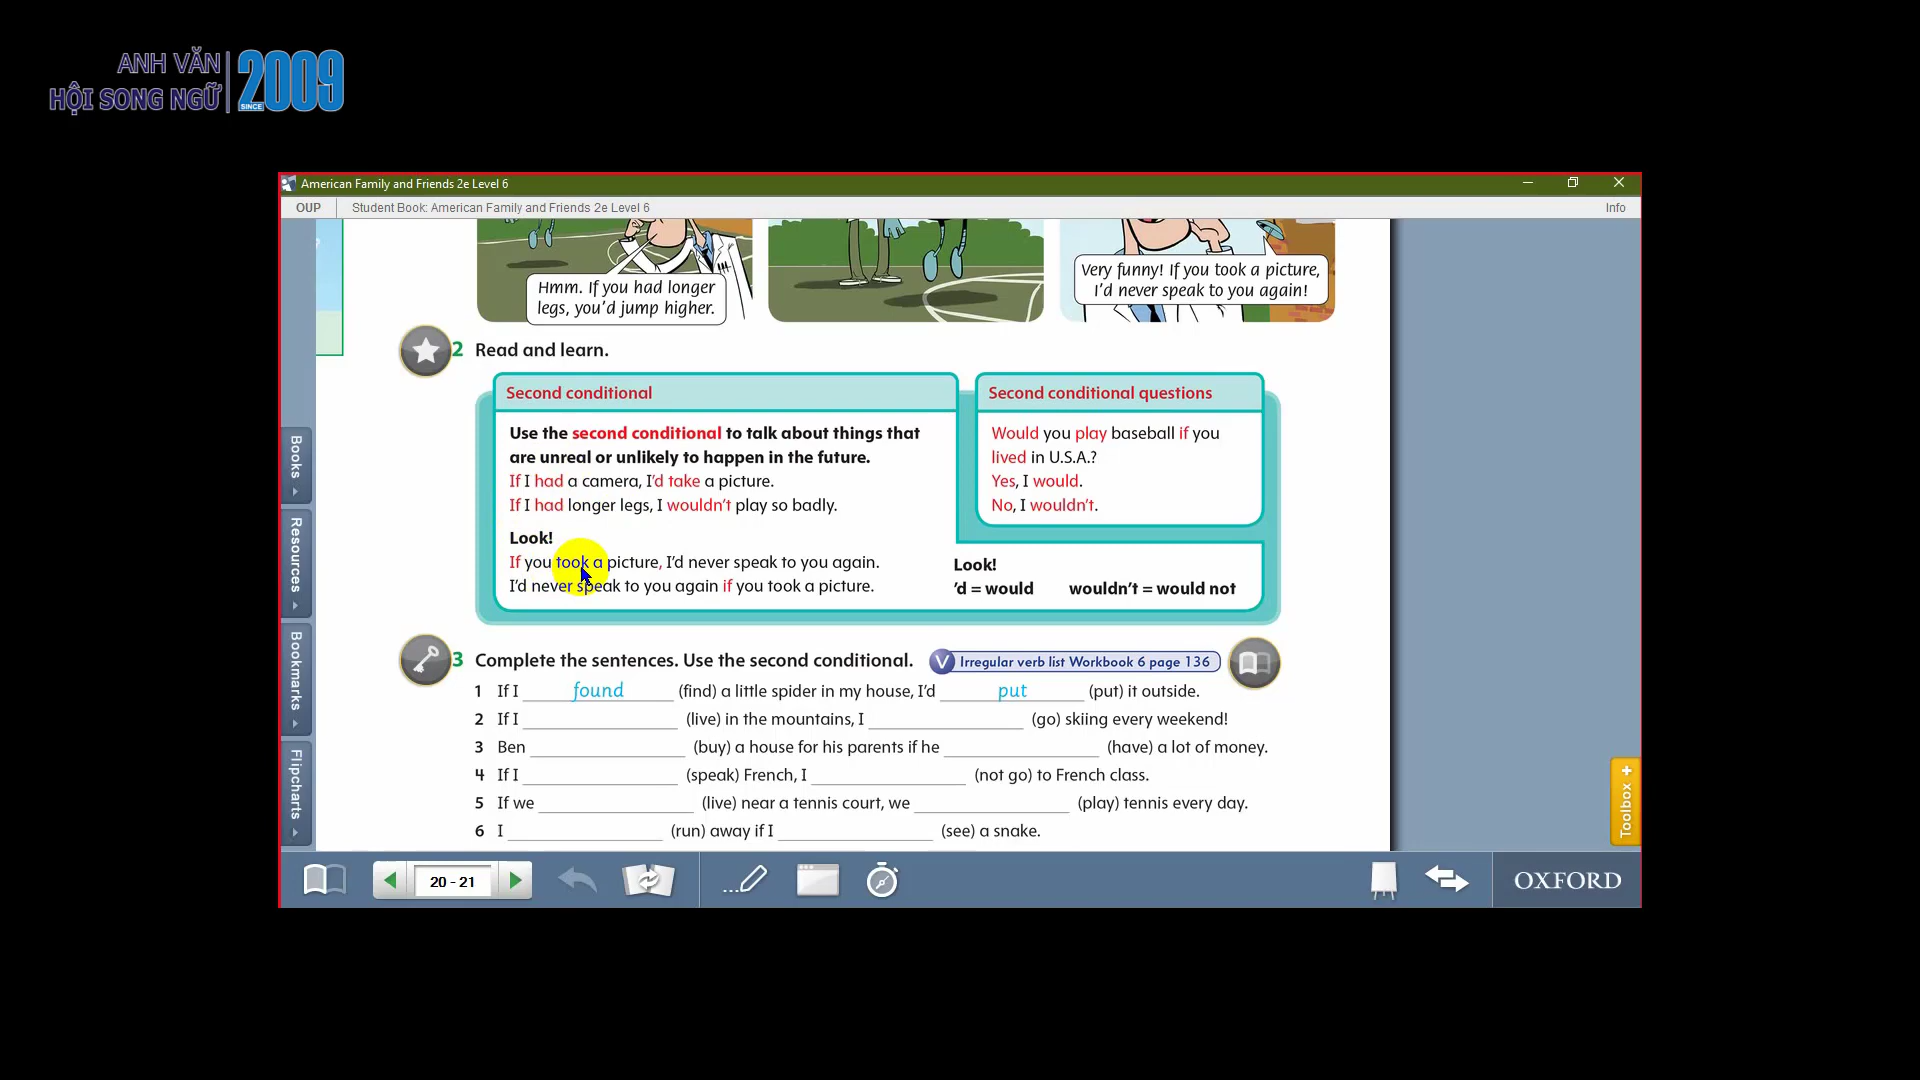 ANH VĂN
HỘI SONG NGỮ
SINCE 2009
American Family and Friends 2e Level 6
OUP Student Book: American Family and Friends 2e Level 6 Info
Hmm. If you had longer
legs, you'd jump higher.
Very funny! If you took a picture,
I'd never speak to you again!
2 Read and learn.
Second conditional
Use the second conditional to talk about things that
are unreal or unlikely to happen in the future.
If I had a camera, I'd take a picture.
If I had longer legs, I wouldn't play so badly.
Look!
If you took a picture, I'd never speak to you again.
I'd never speak to you again if you took a picture.
Second conditional questions
Would you play baseball if you
lived in U.S.A.?
Yes, I would.
No, I wouldn't.
Look!
'd = would wouldn't = would not
3 Complete the sentences. Use the second conditional. V Irregular verb list Workbook 6 page 136
1 If I found (find) a little spider in my house, I'd put (put) it outside.
2 If I (live) in the mountains, I (go) skiing every weekend!
3 Ben (buy) a house for his parents if he (have) a lot of money.
4 If I (speak) French, I (not go) to French class.
5 If we (live) near a tennis court, we (play) tennis every day.
6 I (run) away if I (see) a snake.
Books
Resources
Bookmarks
Flipcharts
Toolbox +
20 - 21
OXFORD